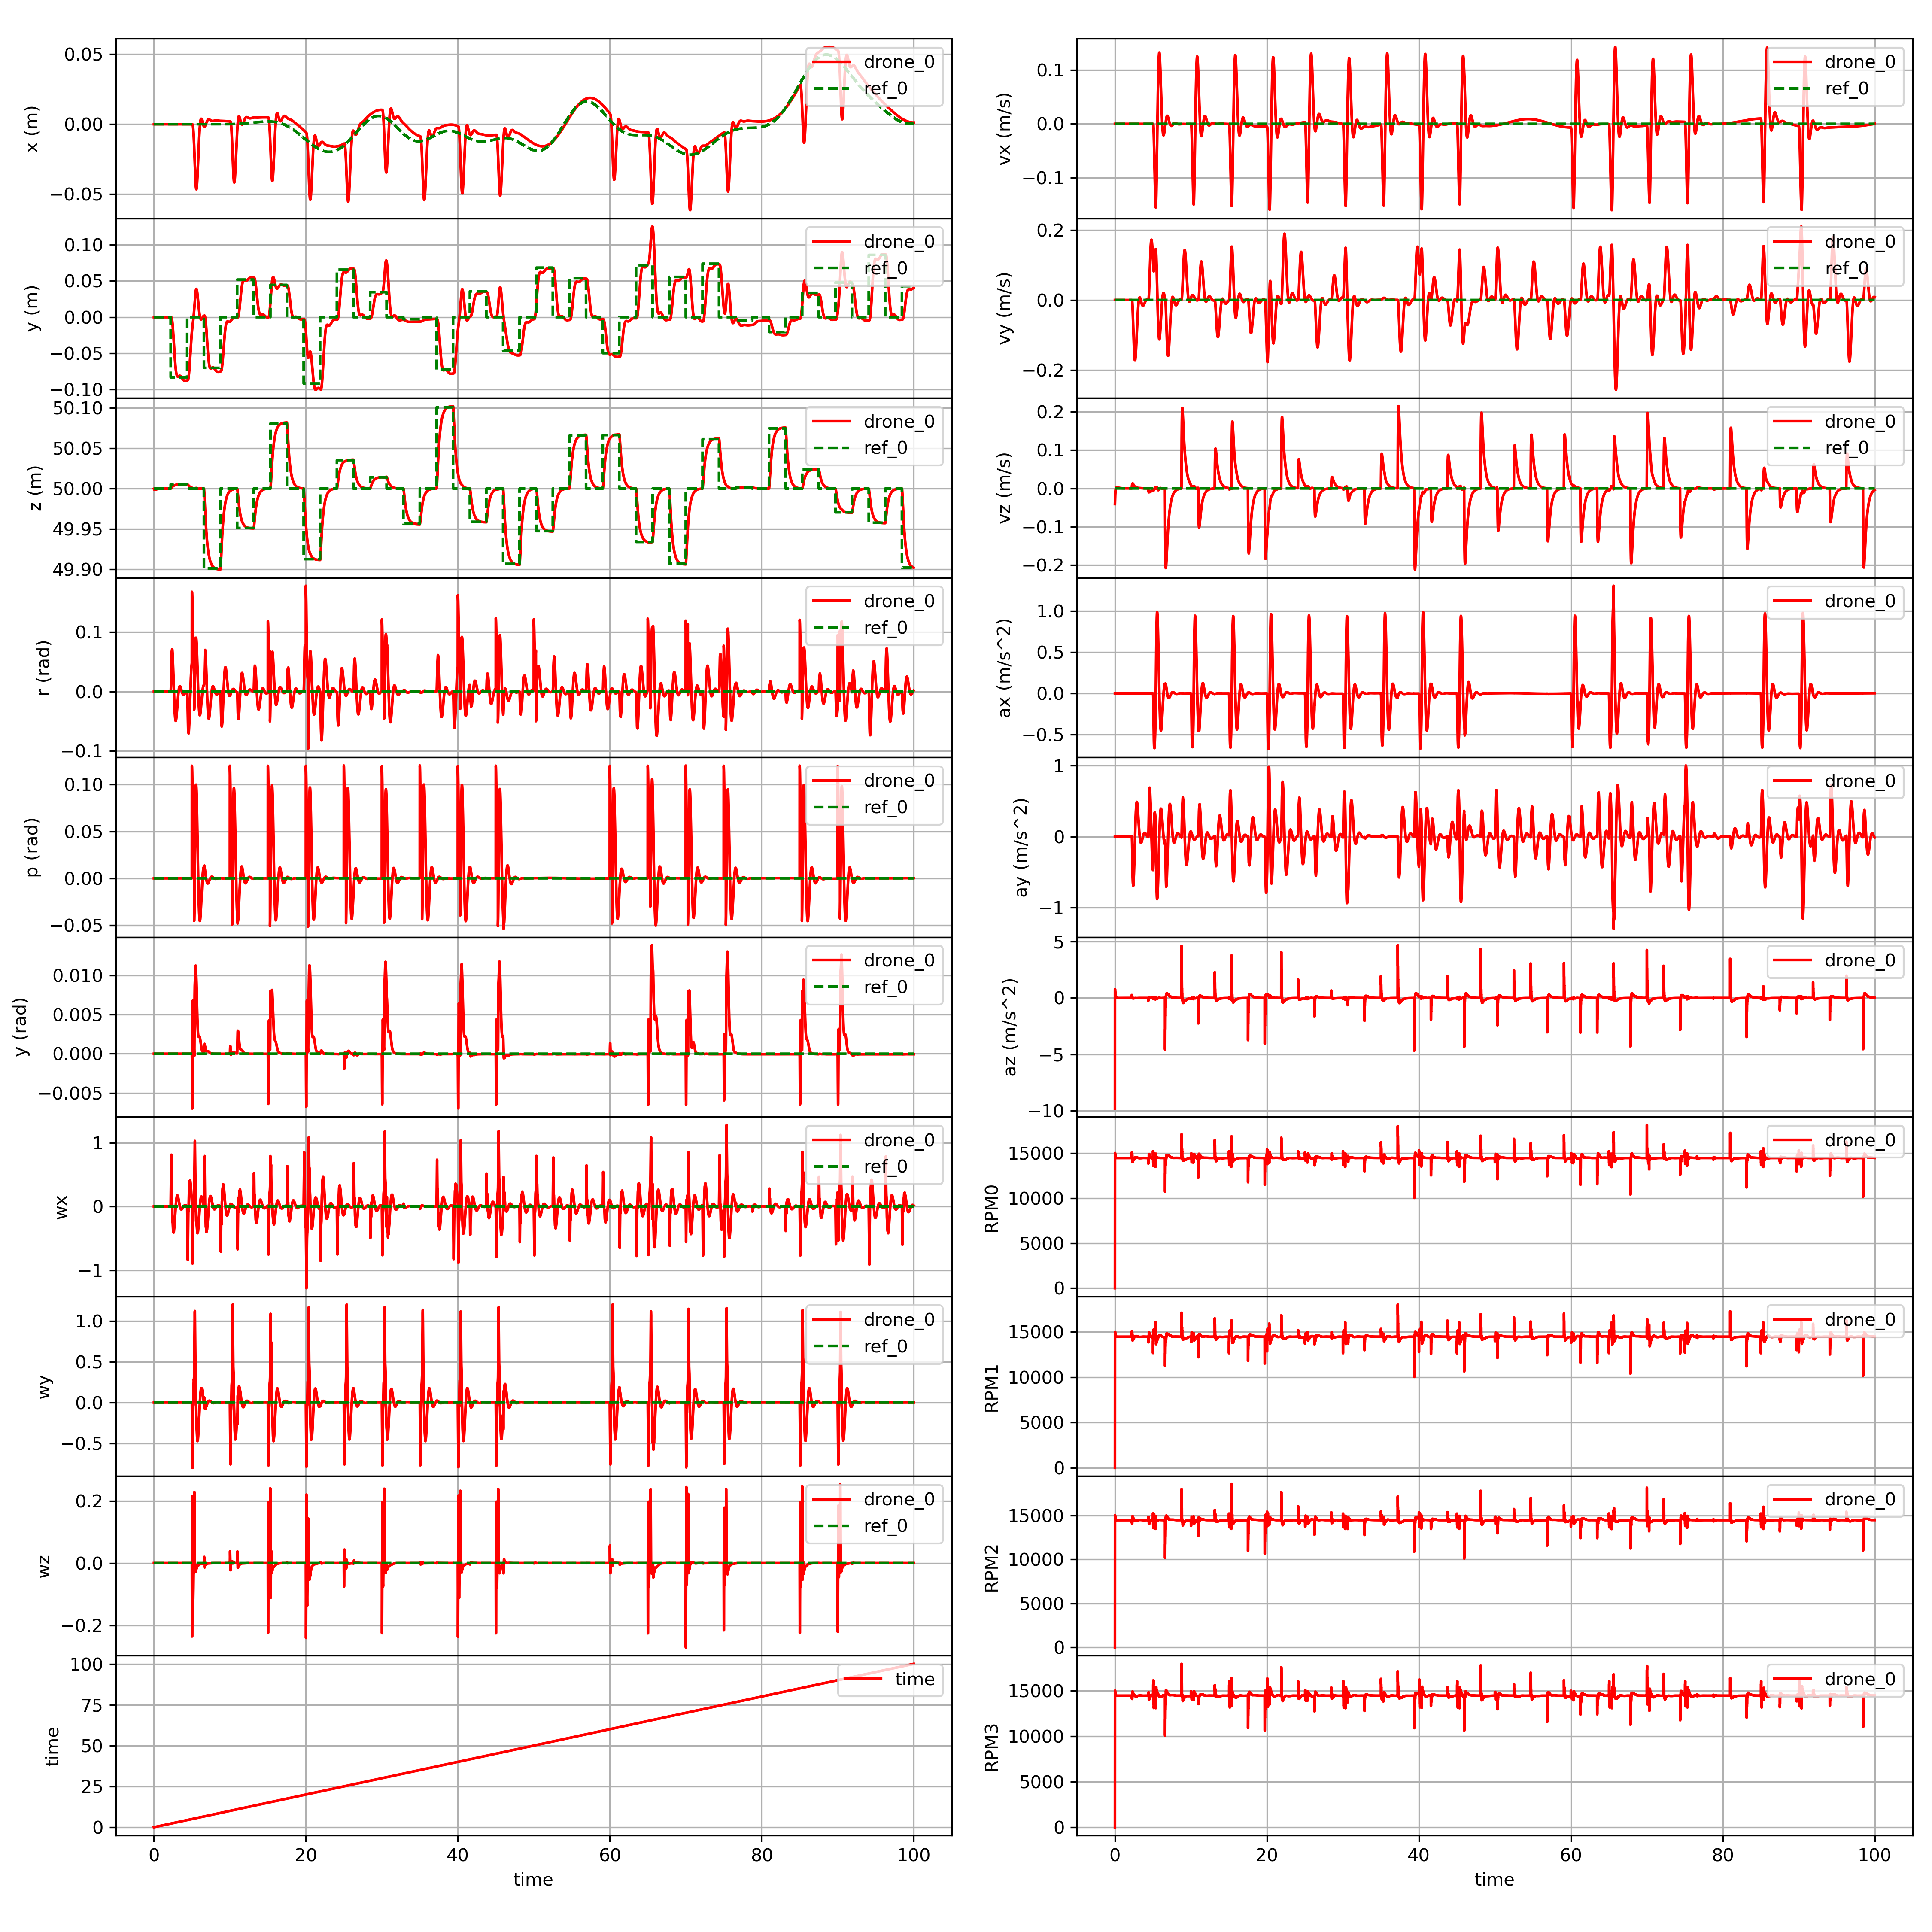 x (m)
0.05
0.00
−0.05
drone_0
ref_0
y (m)
0.10
0.05
0.00
−0.05
−0.10
drone_0
ref_0
z (m)
50.10
50.05
50.00
49.95
49.90
drone_0
ref_0
r (rad)
0.1
0.0
−0.1
drone_0
ref_0
p (rad)
0.10
0.05
0.00
−0.05
drone_0
ref_0
y (rad)
0.010
0.005
0.000
−0.005
drone_0
ref_0
wx
1
0
−1
drone_0
ref_0
wy
1.0
0.5
0.0
−0.5
drone_0
ref_0
wz
0.2
0.0
−0.2
drone_0
ref_0
time
100
75
50
25
0
time
0 20 40 60 80 100
time
vx (m/s)
0.1
0.0
−0.1
drone_0
ref_0
vy (m/s)
0.2
0.0
−0.2
drone_0
ref_0
vz (m/s)
0.2
0.1
0.0
−0.1
−0.2
drone_0
ref_0
ax (m/s^2)
1.0
0.5
0.0
−0.5
drone_0
ay (m/s^2)
1
0
−1
drone_0
az (m/s^2)
5
0
−5
−10
drone_0
RPM0
15000
10000
5000
0
drone_0
RPM1
15000
10000
5000
0
drone_0
RPM2
15000
10000
5000
0
drone_0
RPM3
15000
10000
5000
0
drone_0
0 20 40 60 80 100
time